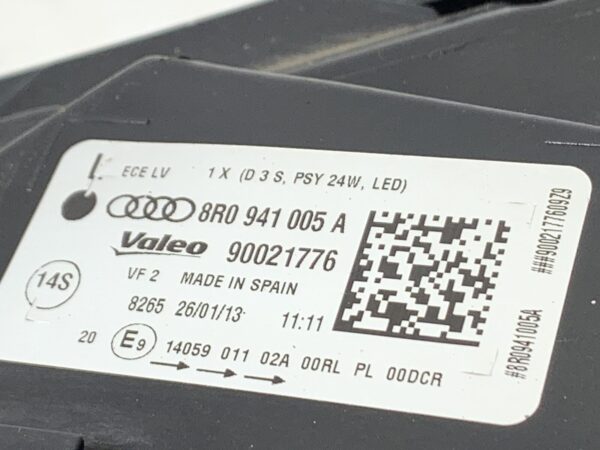 L
ECE LV 1 X (D 3 S, PSY 24W, LED)
8R0 941 005 A
Valeo 90021776
VF 2 MADE IN SPAIN
14S
8265 26/01/13 11:11
20 E9 14059 011 02A 00RL PL 00DCR
#8R0941005A ###9002177609Z9